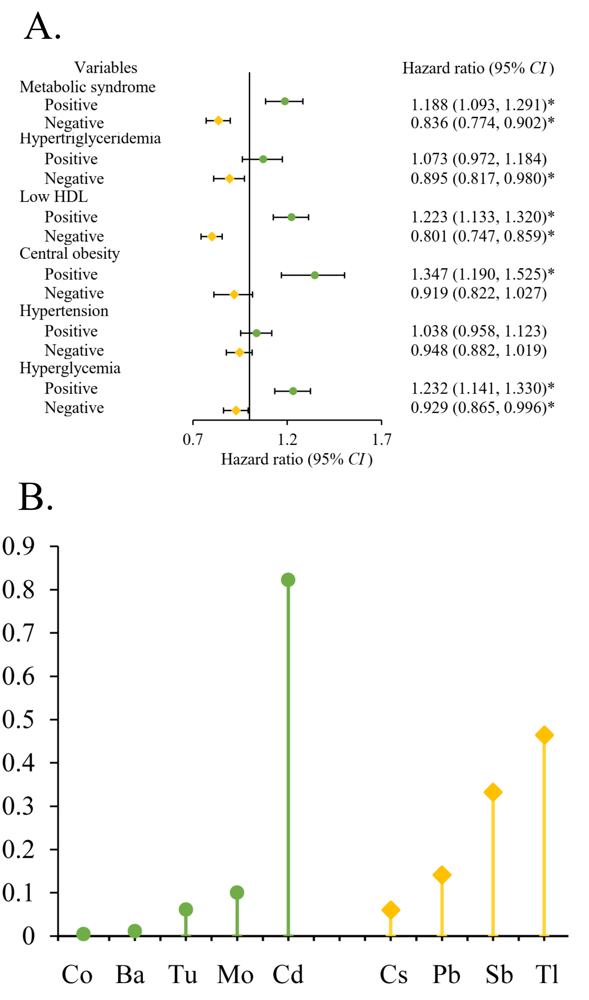 A.
Variables Hazard ratio (95% CI)
Metabolic syndrome
Positive 1.188 (1.093, 1.291)*
Negative 0.836 (0.774, 0.902)*
Hypertriglyceridemia
Positive 1.073 (0.972, 1.184)
Negative 0.895 (0.817, 0.980)*
Low HDL
Positive 1.223 (1.133, 1.320)*
Negative 0.801 (0.747, 0.859)*
Central obesity
Positive 1.347 (1.190, 1.525)*
Negative 0.919 (0.822, 1.027)
Hypertension
Positive 1.038 (0.958, 1.123)
Negative 0.948 (0.882, 1.019)
Hyperglycemia
Positive 1.232 (1.141, 1.330)*
Negative 0.929 (0.865, 0.996)*
0.7 1.2 1.7
Hazard ratio (95% CI)
B.
0.9
0.8
0.7
0.6
0.5
0.4
0.3
0.2
0.1
0
Co Ba Tu Mo Cd Cs Pb Sb Tl